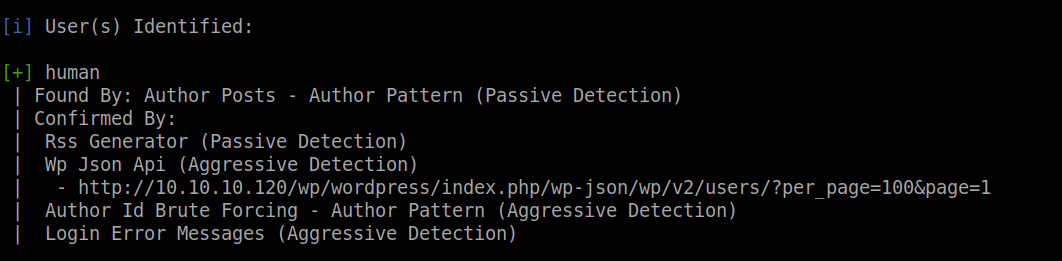 [i] User(s) Identified:
[+] human
| Found By: Author Posts - Author Pattern (Passive Detection)
| Confirmed By:
|  Rss Generator (Passive Detection)
|  Wp Json Api (Aggressive Detection)
|   - http://10.10.10.120/wp/wordpress/index.php/wp-json/wp/v2/users/?per_page=100&page=1
|  Author Id Brute Forcing - Author Pattern (Aggressive Detection)
|  Login Error Messages (Aggressive Detection)